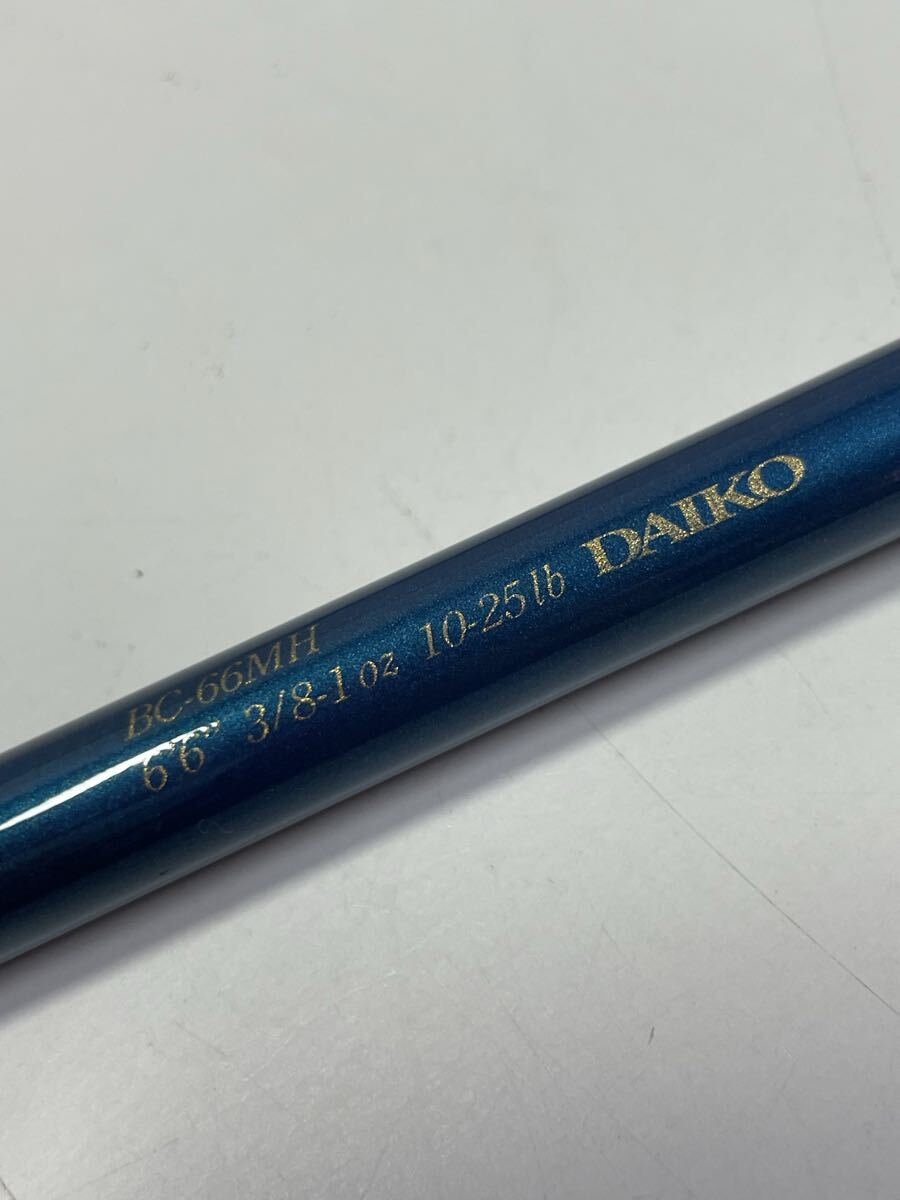 BC-66MH
6'6" 3/8-1oz 10-25lb DAIKO